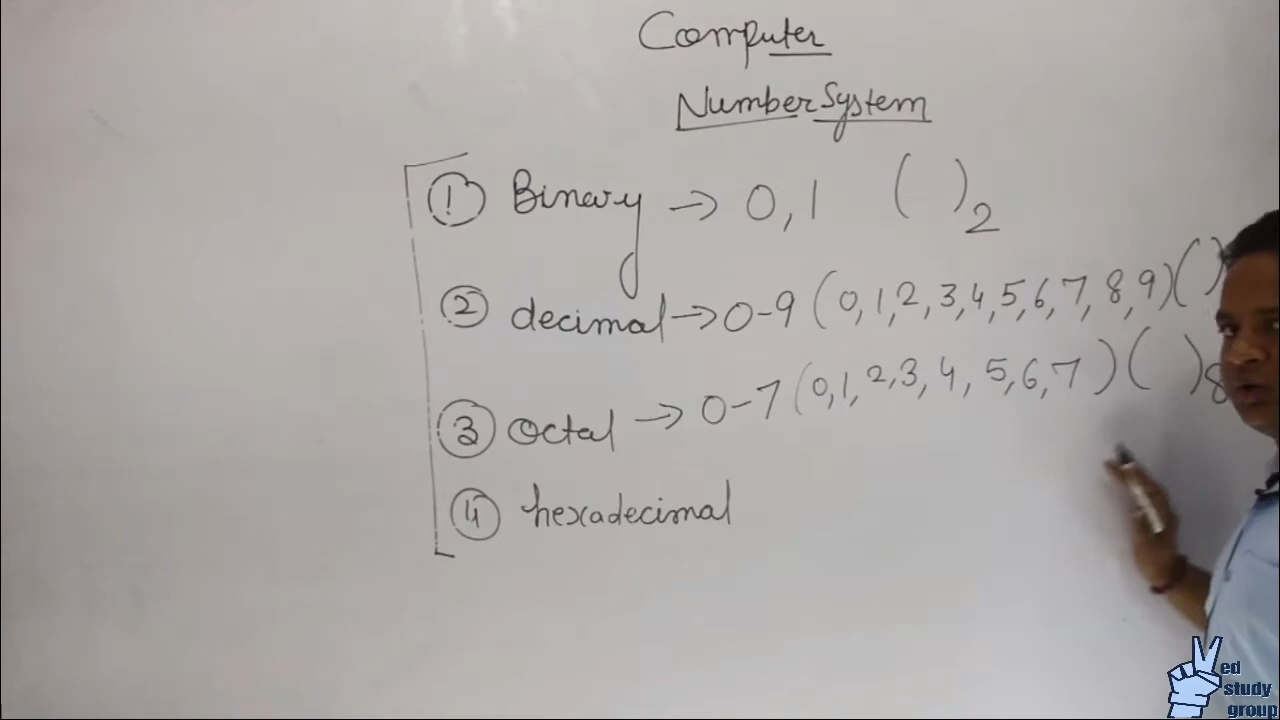 Computer
Number System
① Binary → 0,1 ( )2
② decimal → 0-9 (0,1,2,3,4,5,6,7,8,9)( )
③ Octal → 0-7 (0,1,2,3,4,5,6,7)( )8
④ hexadecimal
Ved
study
group